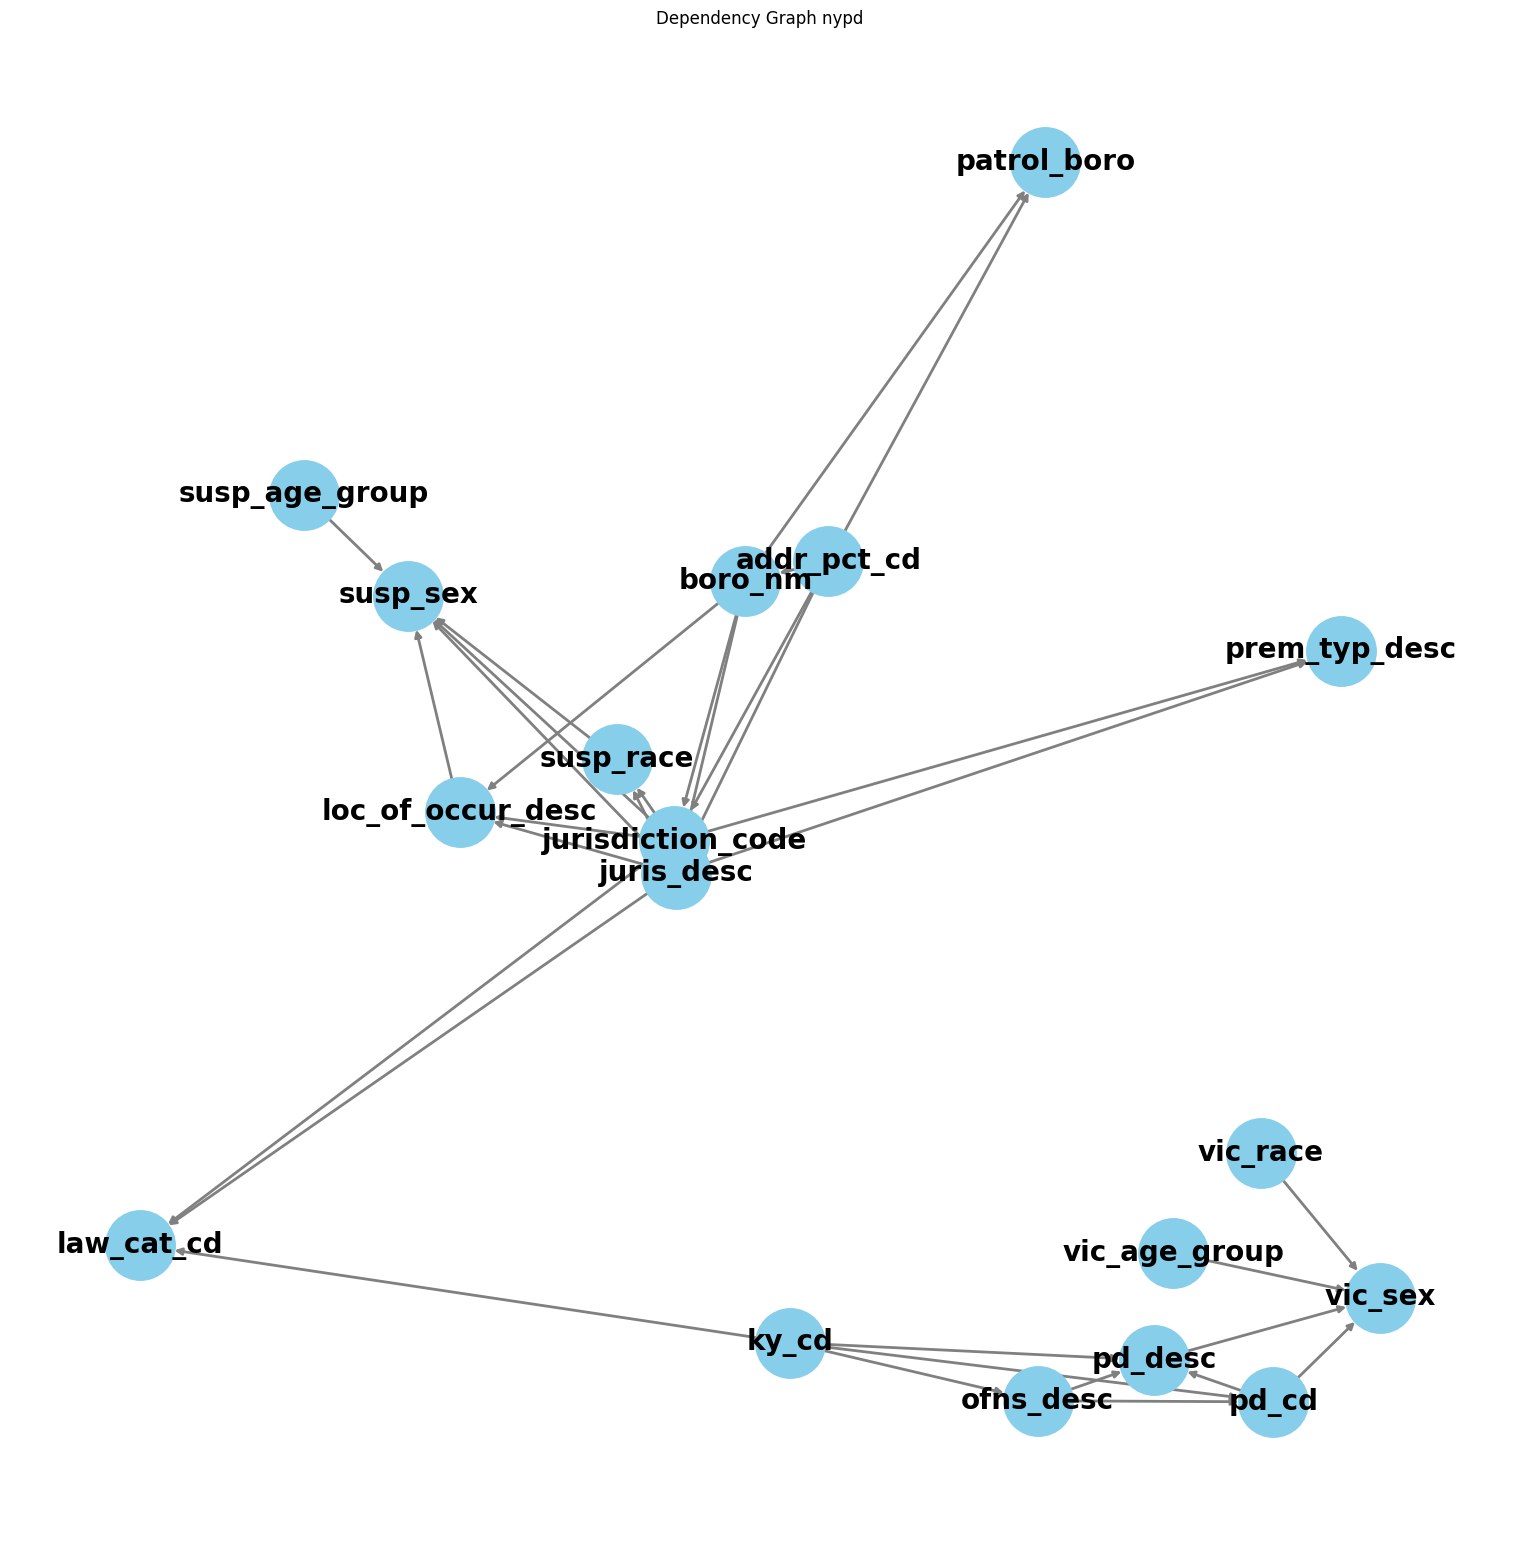 Dependency Graph nypd
patrol_boro
susp_age_group
addr_pct_cd
boro_nm
susp_sex
prem_typ_desc
susp_race
loc_of_occur_desc
jurisdiction_code
juris_desc
vic_race
law_cat_cd
vic_age_group
vic_sex
ky_cd
pd_desc
ofns_desc
pd_cd